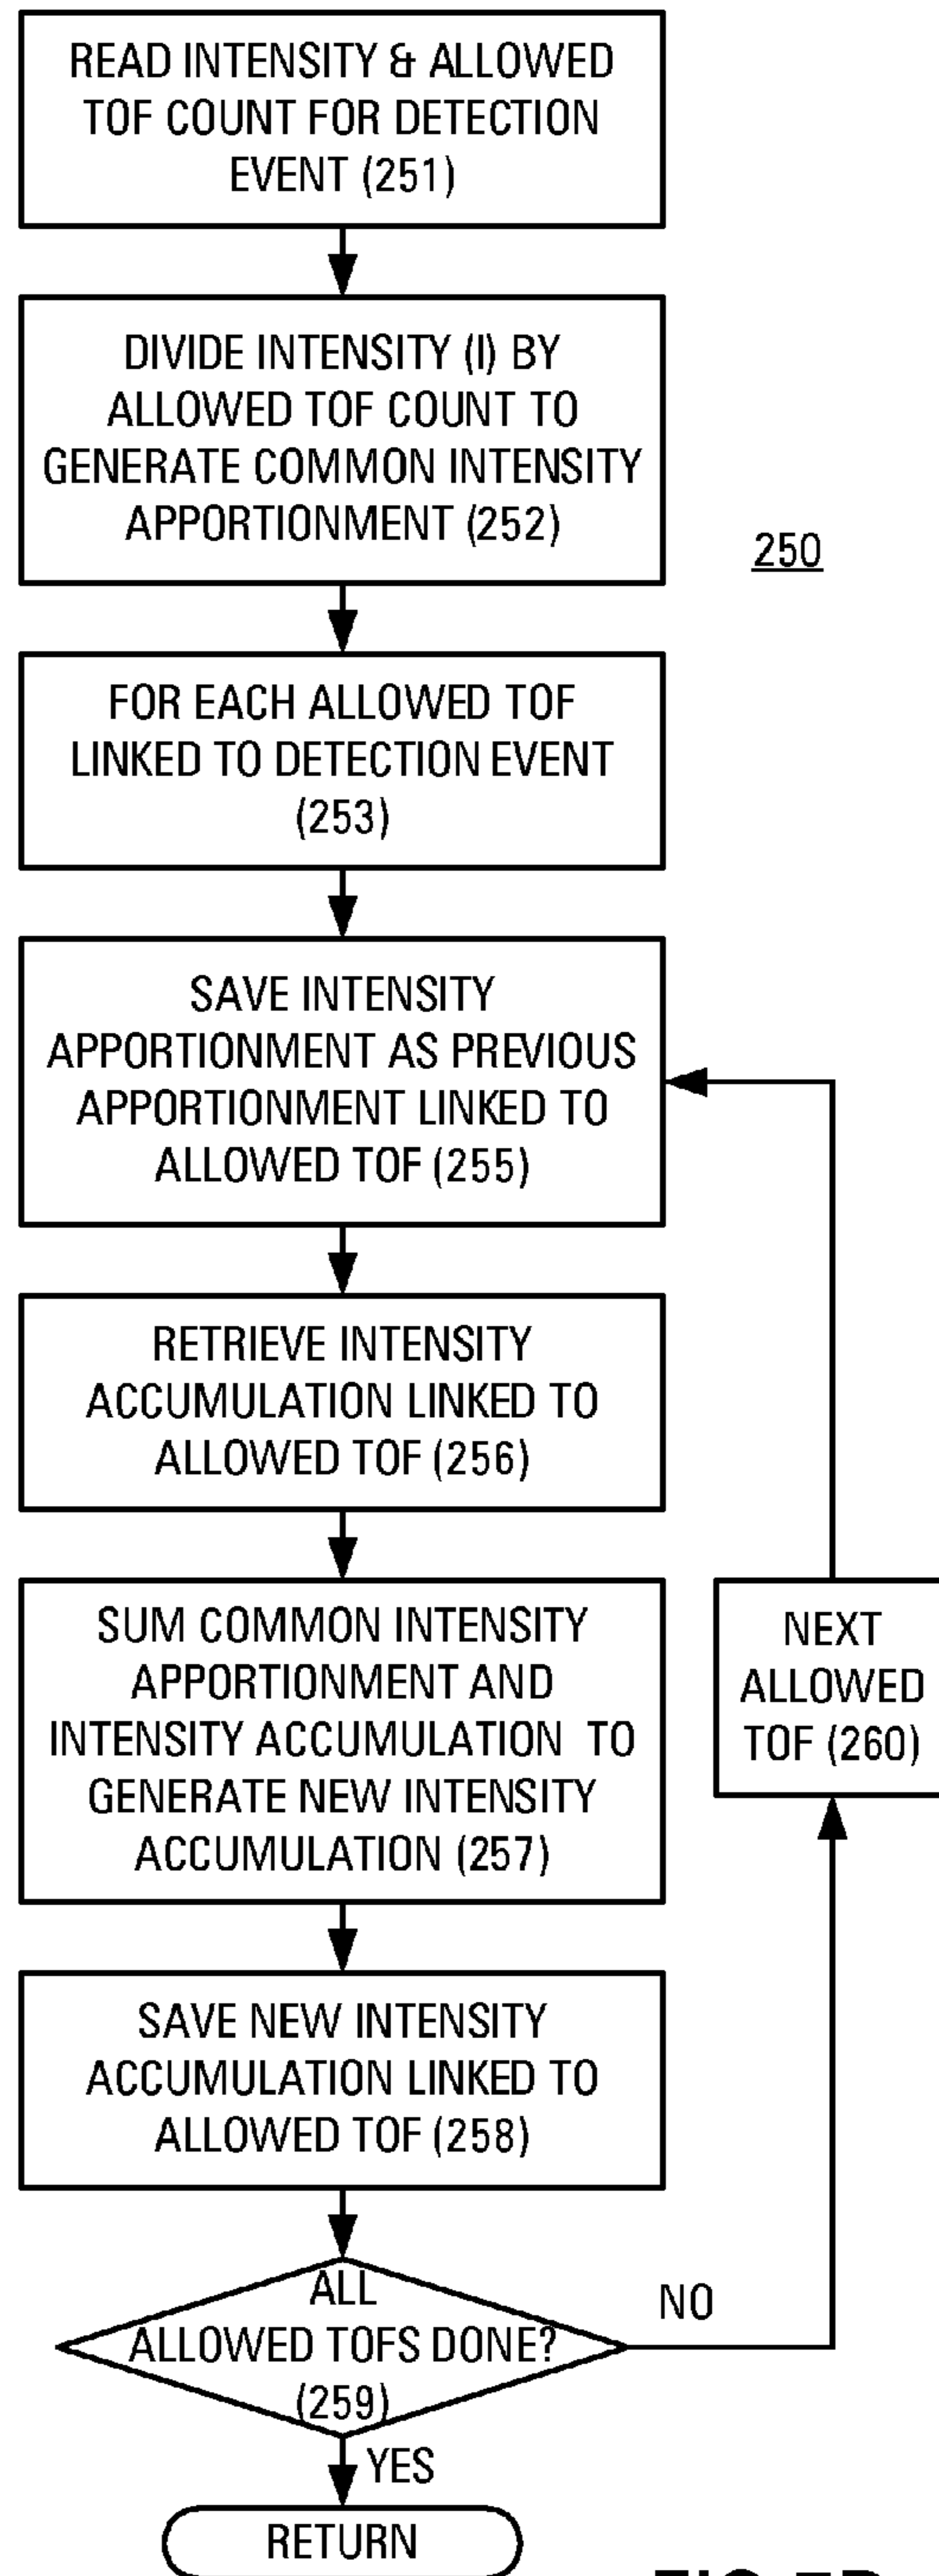 READ INTENSITY & ALLOWED
TOF COUNT FOR DETECTION
EVENT (251)
DIVIDE INTENSITY (I) BY
ALLOWED TOF COUNT TO
GENERATE COMMON INTENSITY
APPORTIONMENT (252)
250
FOR EACH ALLOWED TOF
LINKED TO DETECTION EVENT
(253)
SAVE INTENSITY
APPORTIONMENT AS PREVIOUS
APPORTIONMENT LINKED TO
ALLOWED TOF (255)
RETRIEVE INTENSITY
ACCUMULATION LINKED TO
ALLOWED TOF (256)
SUM COMMON INTENSITY
APPORTIONMENT AND
INTENSITY ACCUMULATION TO
GENERATE NEW INTENSITY
ACCUMULATION (257)
NEXT
ALLOWED
TOF (260)
SAVE NEW INTENSITY
ACCUMULATION LINKED TO
ALLOWED TOF (258)
ALL
ALLOWED TOFS DONE?
(259)
NO
YES
RETURN